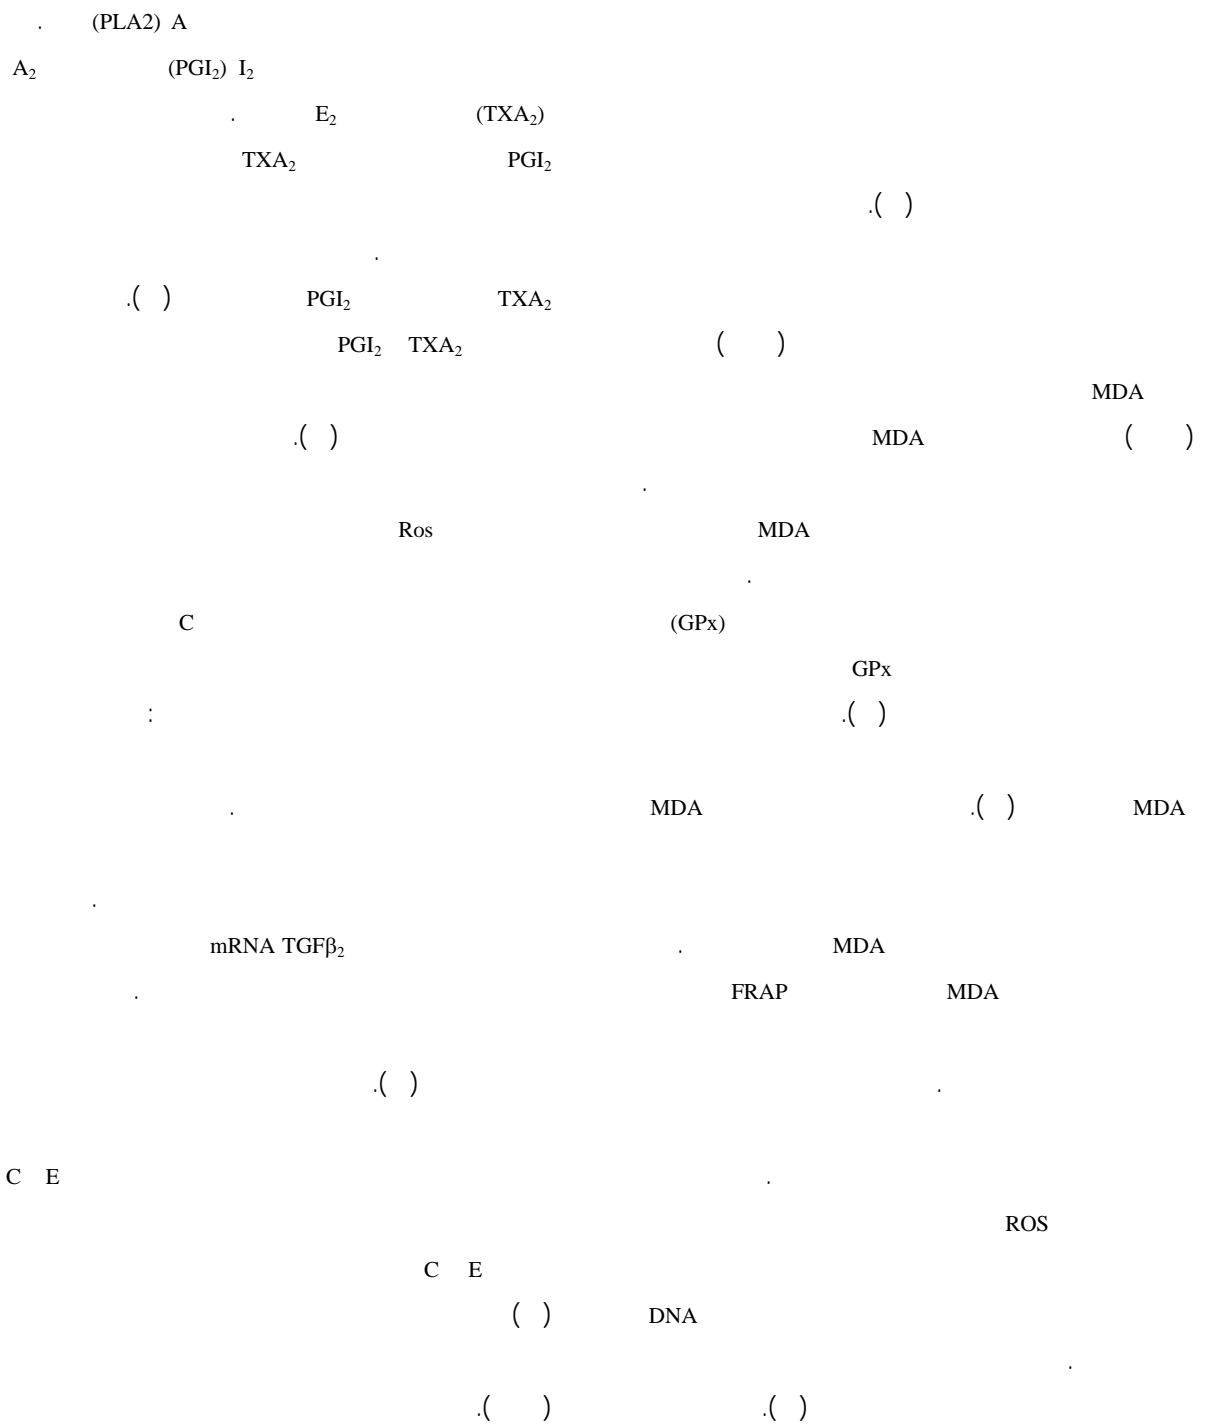 .( )
( )
MDA
MDA ( )
.
MDA
.
(GPx)
GPx
.( )
MDA .( ) MDA
. MDA
FRAP MDA
.
.
ROS
DNA
.
.( )
. (PLA2) A
A₂ (PGI₂) I₂
. E₂ (TXA₂)
TXA₂ PGI₂
.
.( ) PGI₂ TXA₂
PGI₂ TXA₂
.( )
Ros
C
:
.
.
mRNA TGFβ₂
.
.( )
C E
C E
( )
.( )